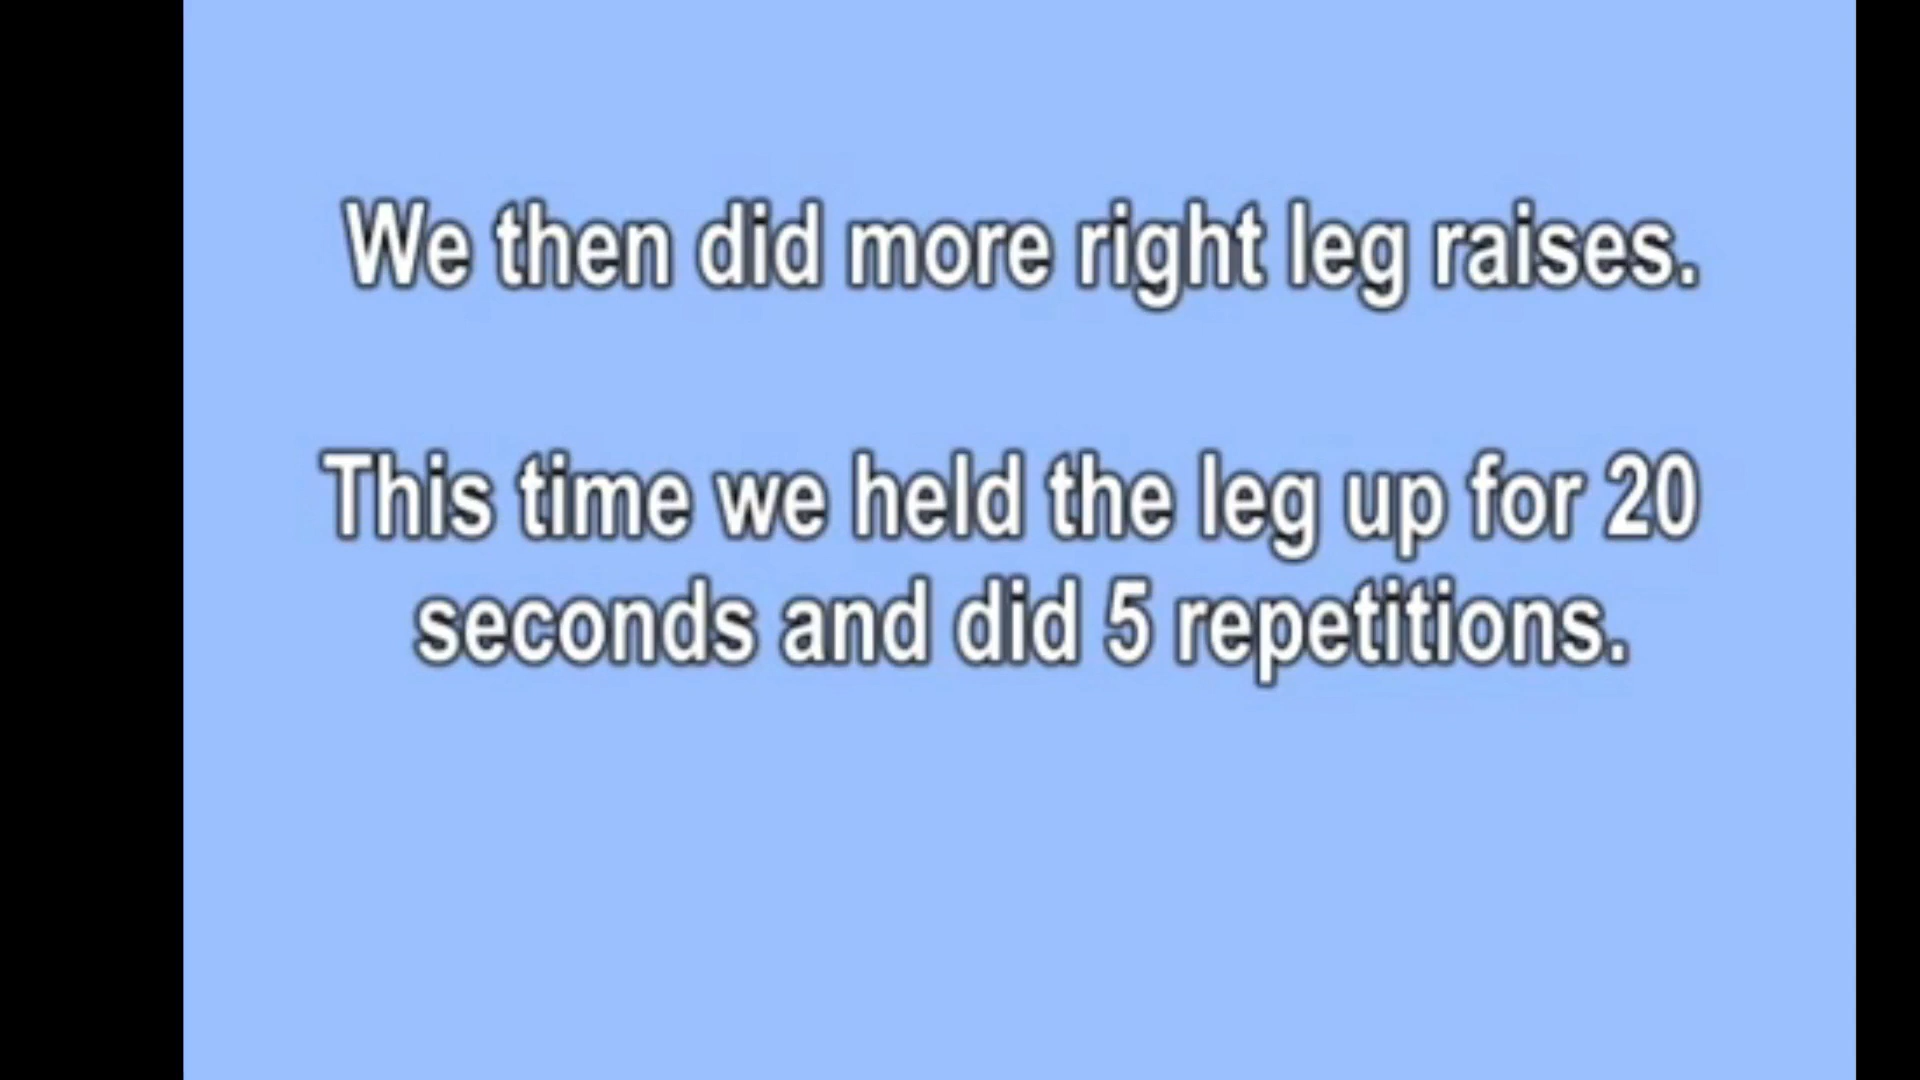 We then did more right leg raises.
This time we held the leg up for 20
seconds and did 5 repetitions.